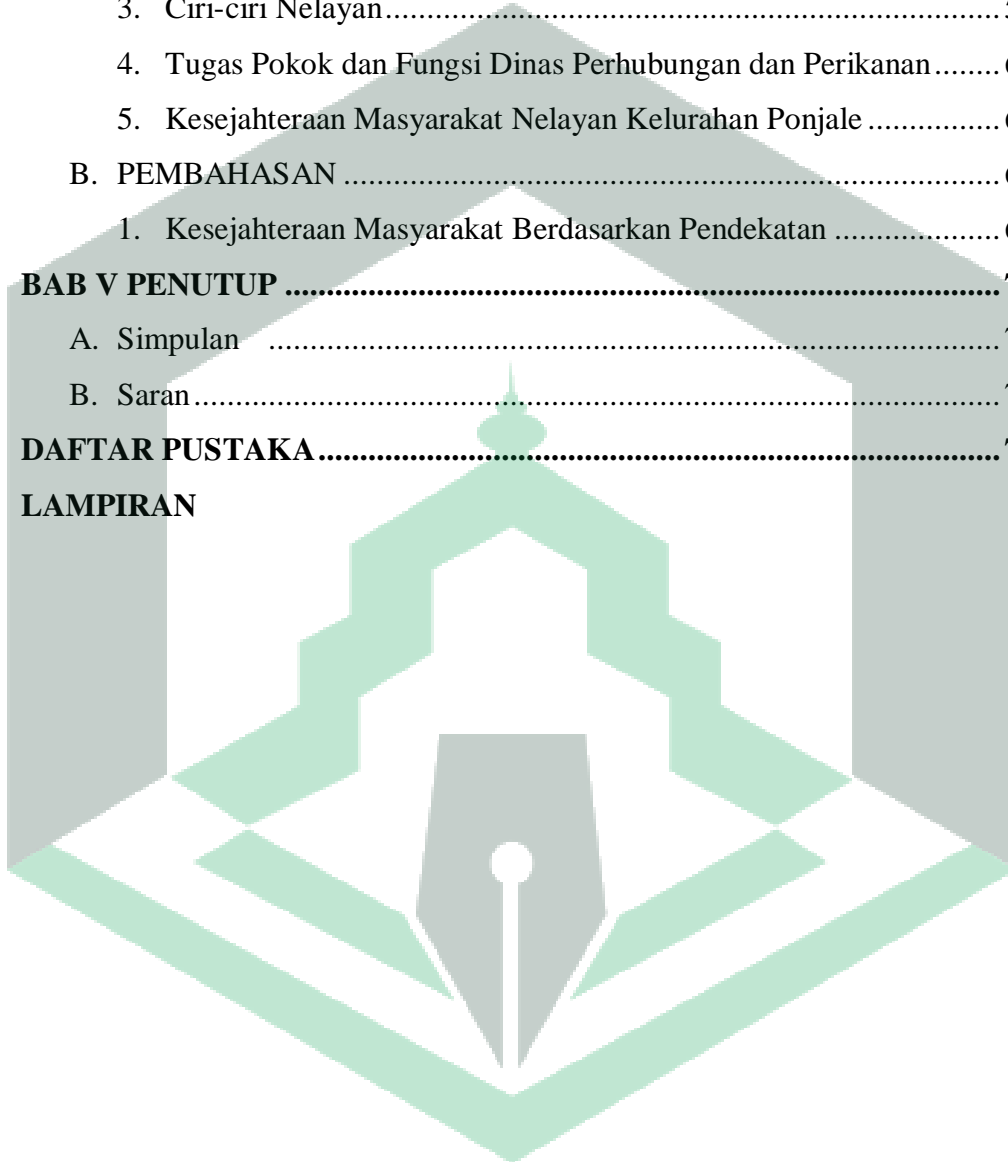 3. Ciri-ciri Nelayan........................................................................
4. Tugas Pokok dan Fungsi Dinas Perhubungan dan Perikanan........
5. Kesejahteraan Masyarakat Nelayan Kelurahan Ponjale..............
B. PEMBAHASAN..............................................................................
1. Kesejahteraan Masyarakat Berdasarkan Pendekatan.................
BAB V PENUTUP......................................................................................
A. Simpulan........................................................................................
B. Saran................................................................................................
DAFTAR PUSTAKA..................................................................................
LAMPIRAN